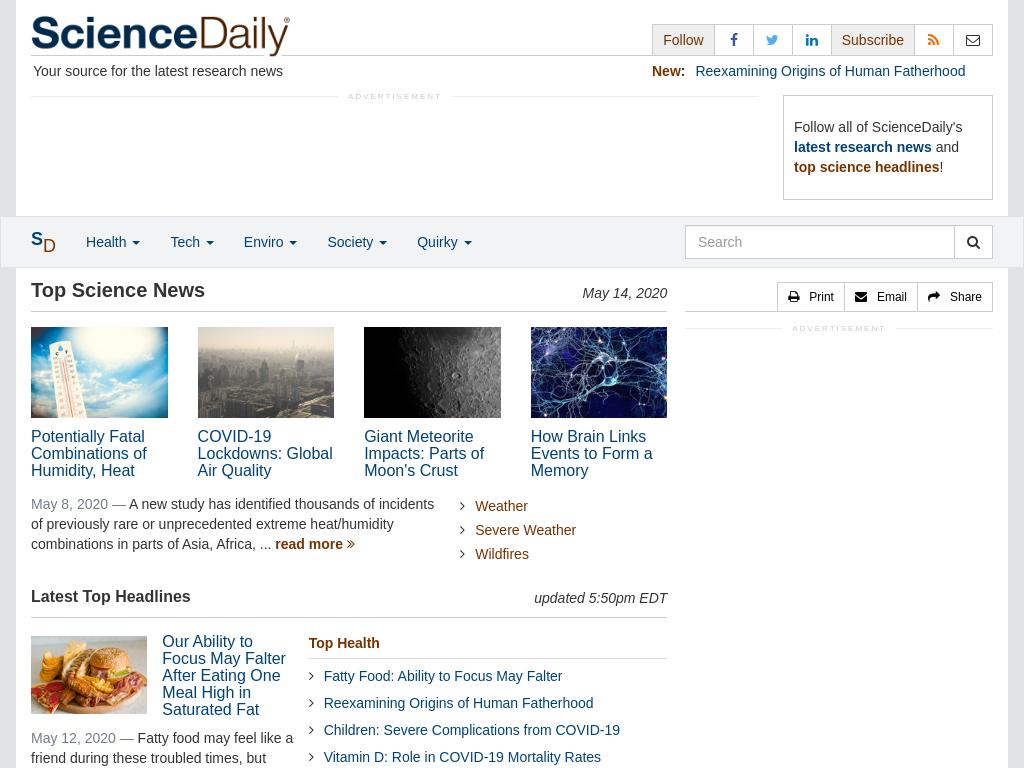 ScienceDaily®
Follow
Subscribe
Your source for the latest research news
New: Reexamining Origins of Human Fatherhood
ADVERTISEMENT
Follow all of ScienceDaily's
latest research news and
top science headlines!
SD
Health
Tech
Enviro
Society
Quirky
Search
Top Science News
May 14, 2020
Print
Email
Share
ADVERTISEMENT
Potentially Fatal
Combinations of
Humidity, Heat
COVID-19
Lockdowns: Global
Air Quality
Giant Meteorite
Impacts: Parts of
Moon's Crust
How Brain Links
Events to Form a
Memory
May 8, 2020 — A new study has identified thousands of incidents
of previously rare or unprecedented extreme heat/humidity
combinations in parts of Asia, Africa, ... read more »
Weather
Severe Weather
Wildfires
Latest Top Headlines
updated 5:50pm EDT
Our Ability to
Focus May Falter
After Eating One
Meal High in
Saturated Fat
May 12, 2020 — Fatty food may feel like a
friend during these troubled times, but
Top Health
Fatty Food: Ability to Focus May Falter
Reexamining Origins of Human Fatherhood
Children: Severe Complications from COVID-19
Vitamin D: Role in COVID-19 Mortality Rates